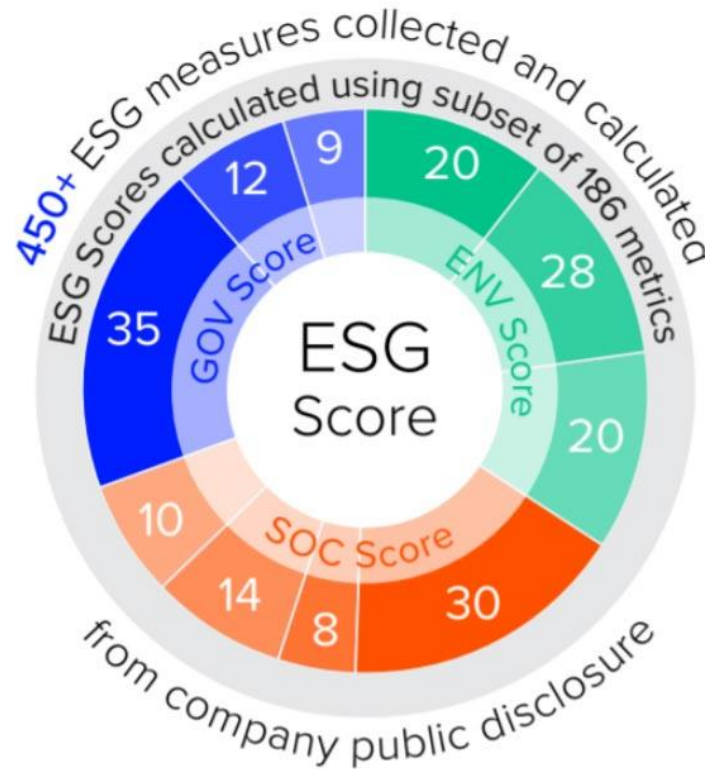 450+ ESG measures collected and calculated
ESG Scores calculated using subset of 186 metrics
20
28
20
30
8
14
10
35
12
9
ENV Score
SOC Score
GOV Score
ESG
Score
from company public disclosure